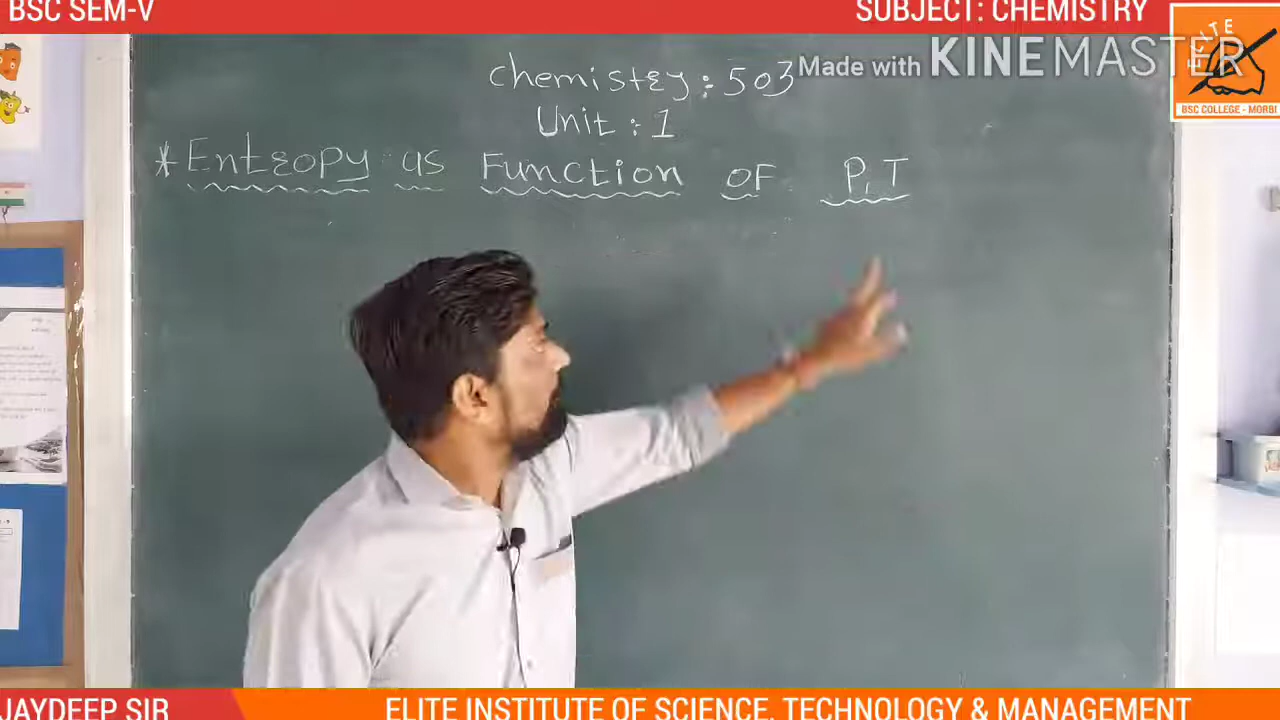 BSC SEM-V
SUBJECT: CHEMISTRY
Made with KINEMASTER
ELITE
BSC COLLEGE - MORBI
Chemistry : 503
Unit : 1
* Entropy as Function OF P, T
JAYDEEP SIR
ELITE INSTITUTE OF SCIENCE, TECHNOLOGY & MANAGEMENT